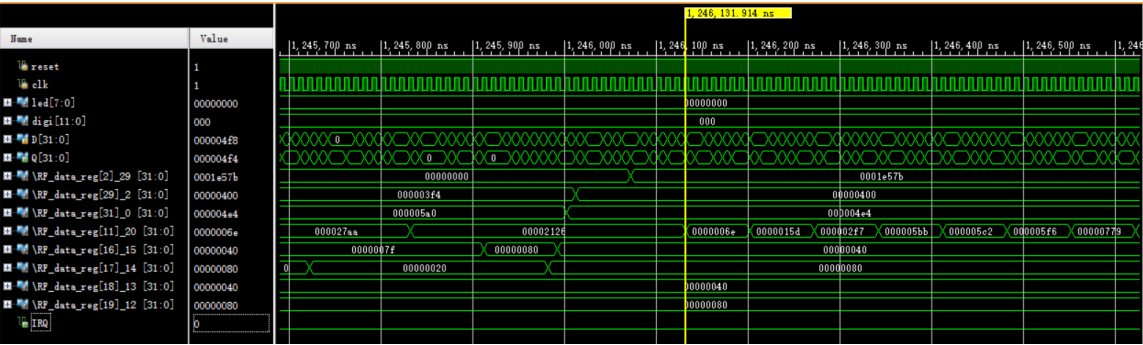 1,246,131.914 ns
Name Value 1,245,700 ns 1,245,800 ns 1,245,900 ns 1,246,000 ns 1,246,100 ns 1,246,200 ns 1,246,300 ns 1,246,400 ns 1,246,500 ns 1,246
reset 1
clk 1
led[7:0] 00000000 00000000
digi[11:0] 000 000
D[31:0] 000004f8 0
Q[31:0] 000004f4 0 0
\RF_data_reg[2]_29 [31:0] 0001e57b 00000000 0001e57b
\RF_data_reg[29]_2 [31:0] 00000400 000003f4 00000400
\RF_data_reg[31]_0 [31:0] 000004e4 000005a0 000004e4
\RF_data_reg[11]_20 [31:0] 0000006e 000027aa 00002126 0000006e 0000015d 000002f7 000005bb 000005c2 000005f6 00000779
\RF_data_reg[16]_15 [31:0] 00000040 0000007f 00000080 00000040
\RF_data_reg[17]_14 [31:0] 00000080 0 00000020 00000080
\RF_data_reg[18]_13 [31:0] 00000040 00000040
\RF_data_reg[19]_12 [31:0] 00000080 00000080
IRQ 0